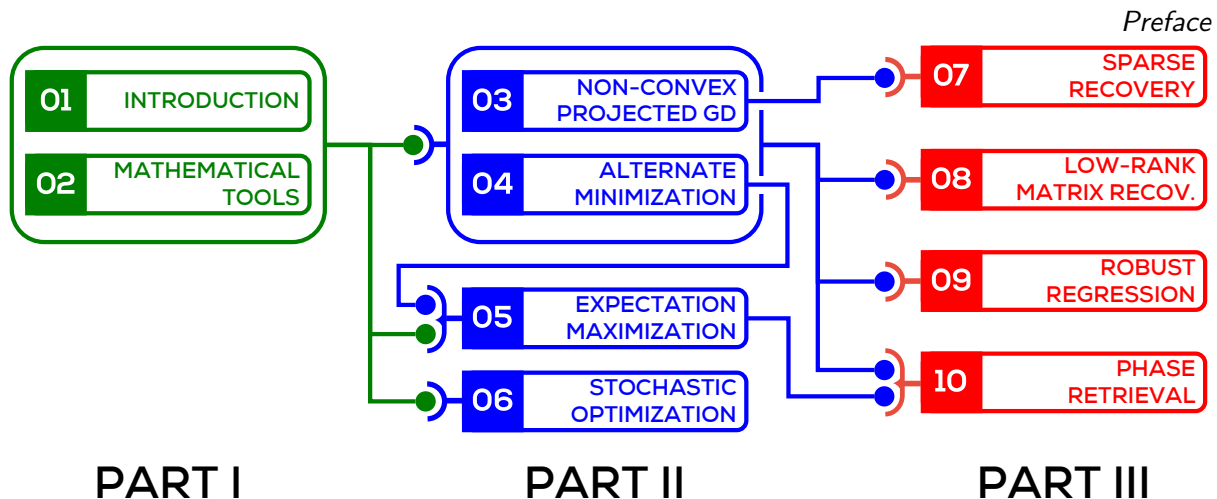 Preface
01
INTRODUCTION
02
MATHEMATICAL
TOOLS
03
NON-CONVEX
PROJECTED GD
04
ALTERNATE
MINIMIZATION
05
EXPECTATION
MAXIMIZATION
06
STOCHASTIC
OPTIMIZATION
07
SPARSE
RECOVERY
08
LOW-RANK
MATRIX RECOV.
09
ROBUST
REGRESSION
10
PHASE
RETRIEVAL
PART I
PART II
PART III